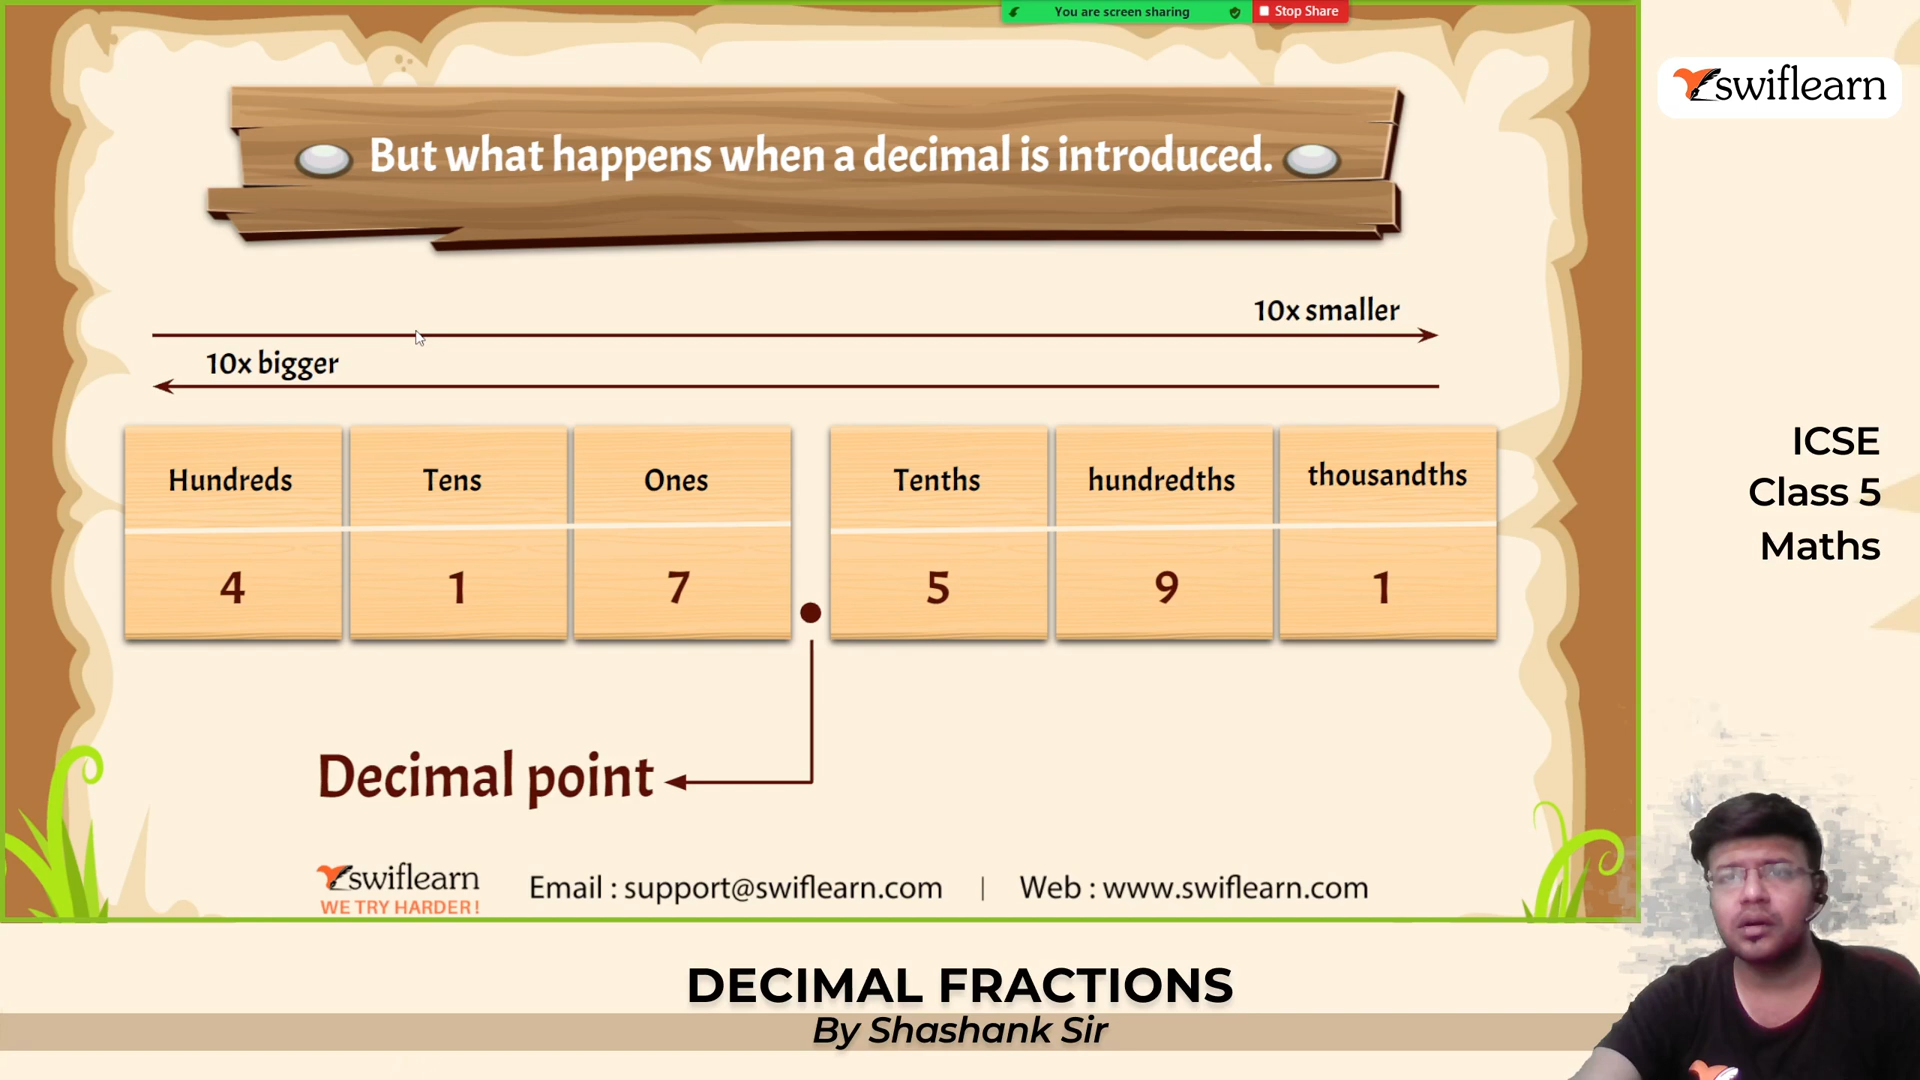 You are screen sharing
Stop Share
swiflearn
But what happens when a decimal is introduced.
10x smaller
10x bigger
Hundreds Tens Ones Tenths hundredths thousandths
4 1 7 . 5 9 1
Decimal point
ICSE
Class 5
Maths
swiflearn
WE TRY HARDER!
Email : support@swiflearn.com | Web : www.swiflearn.com
DECIMAL FRACTIONS
By Shashank Sir